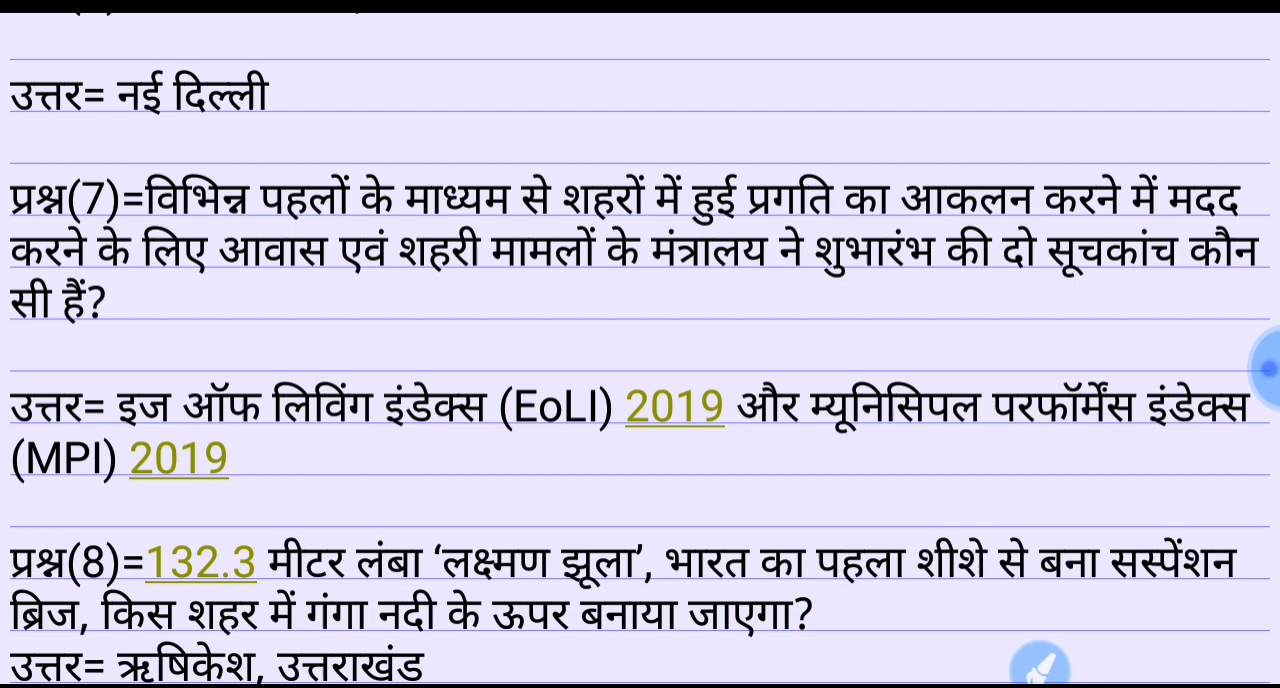 उत्तर= नई दिल्ली
प्रश्न(7)=विभिन्न पहलों के माध्यम से शहरों में हुई प्रगति का आकलन करने में मदद
करने के लिए आवास एवं शहरी मामलों के मंत्रालय ने शुभारंभ की दो सूचकांच कौन
सी हैं?
उत्तर= इज ऑफ लिविंग इंडेक्स (EoLI) 2019 और म्यूनिसिपल परफॉर्मेंस इंडेक्स
(MPI) 2019
प्रश्न(8)=132.3 मीटर लंबा ‘लक्ष्मण झूला’, भारत का पहला शीशे से बना सस्पेंशन
ब्रिज, किस शहर में गंगा नदी के ऊपर बनाया जाएगा?
उत्तर= ऋषिकेश, उत्तराखंड